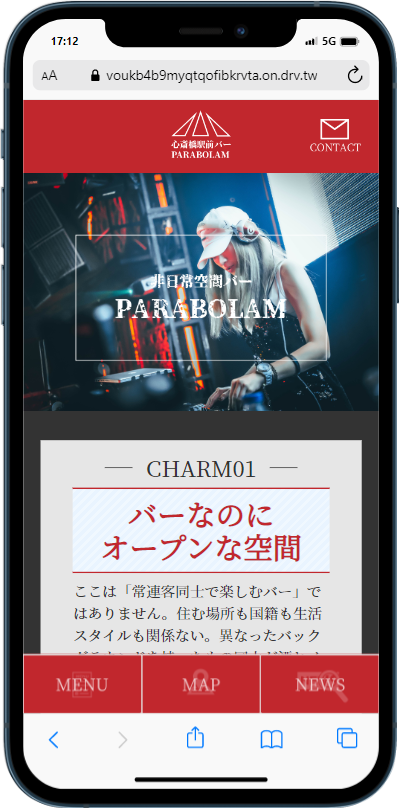 17:12
5G
AA
voukb4b9myqtqofibkrvta.on.drv.tw
心斎橋駅前バー
PARABOLAM
CONTACT
非日常空間バー
PARABOLAM
CHARM01
バーなのに
オープンな空間
ここは「常連客同士で楽しむバー」で
はありません。住む場所も国籍も生活
スタイルも関係ない。異なったバック
MENU
MAP
NEWS